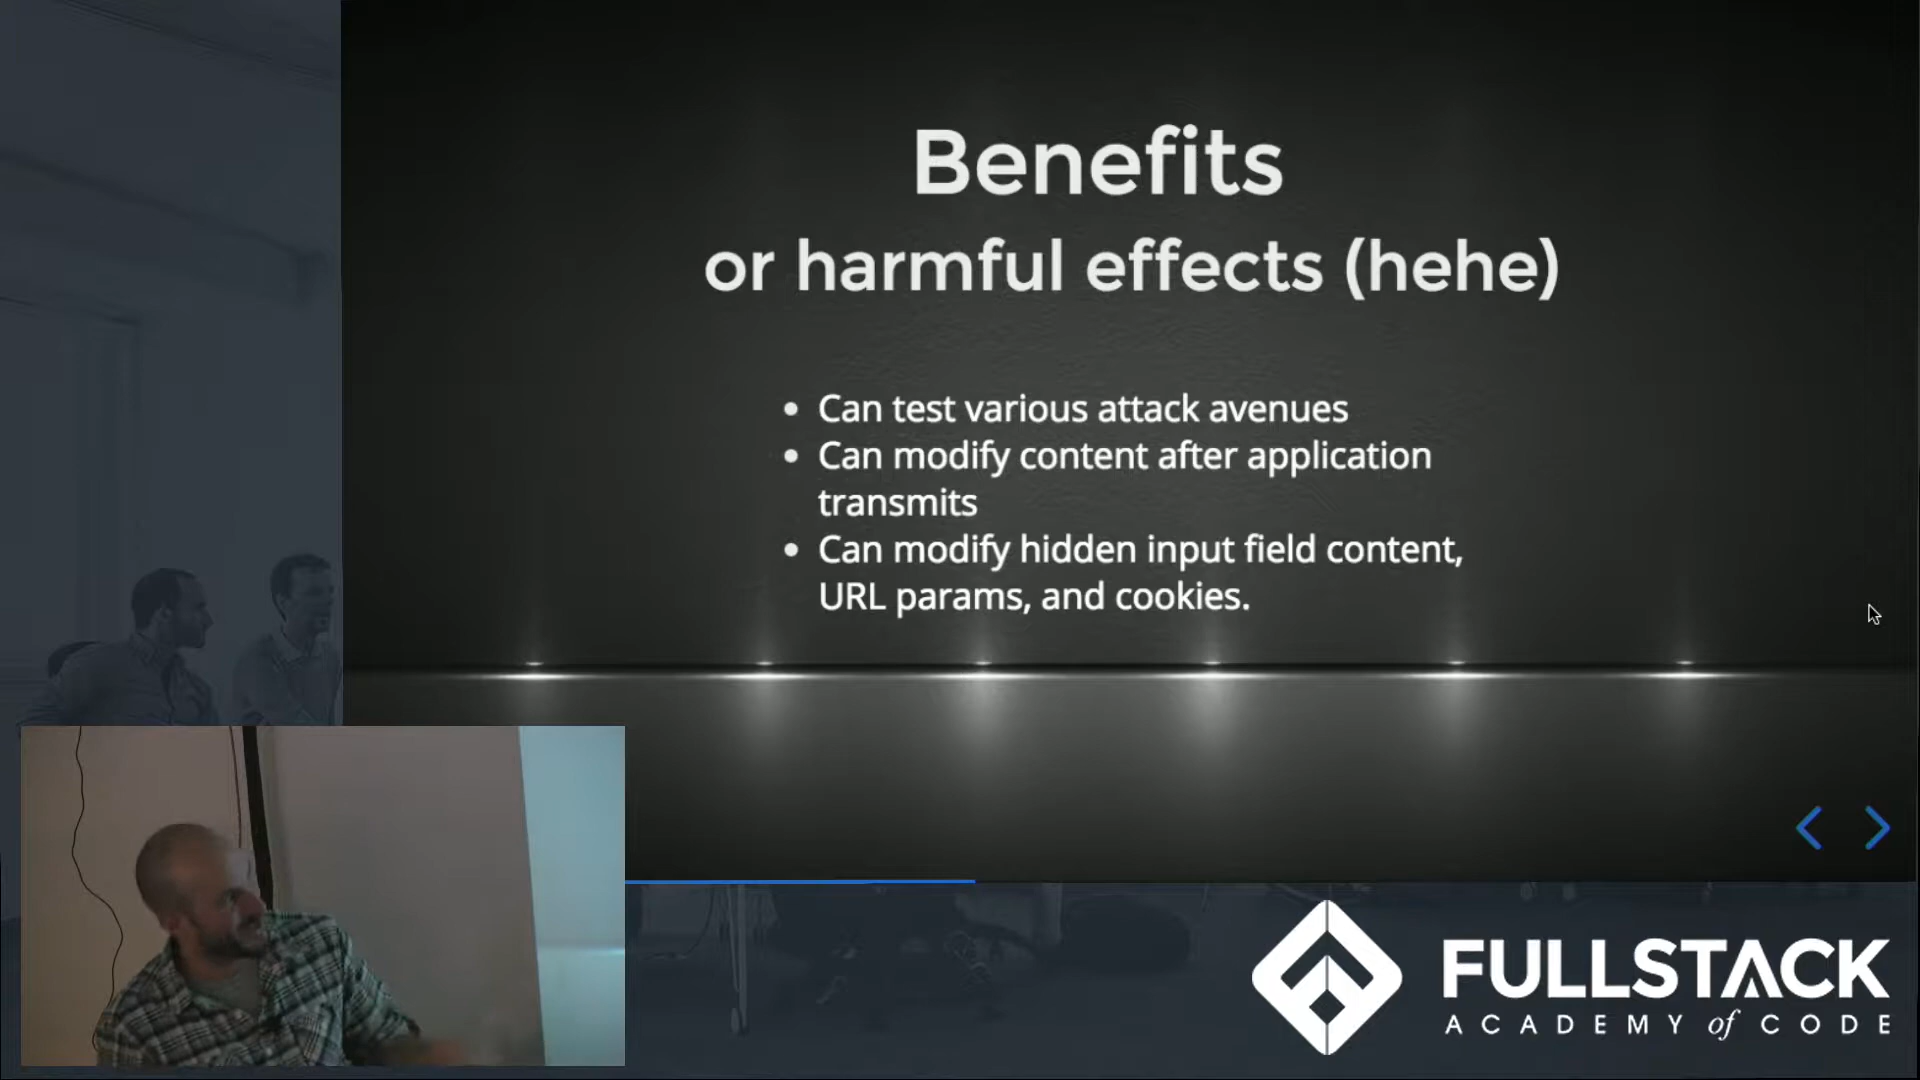 Benefits
or harmful effects (hehe)
• Can test various attack avenues
• Can modify content after application
transmits
• Can modify hidden input field content,
URL params, and cookies.
FULLSTACK
ACADEMY of CODE